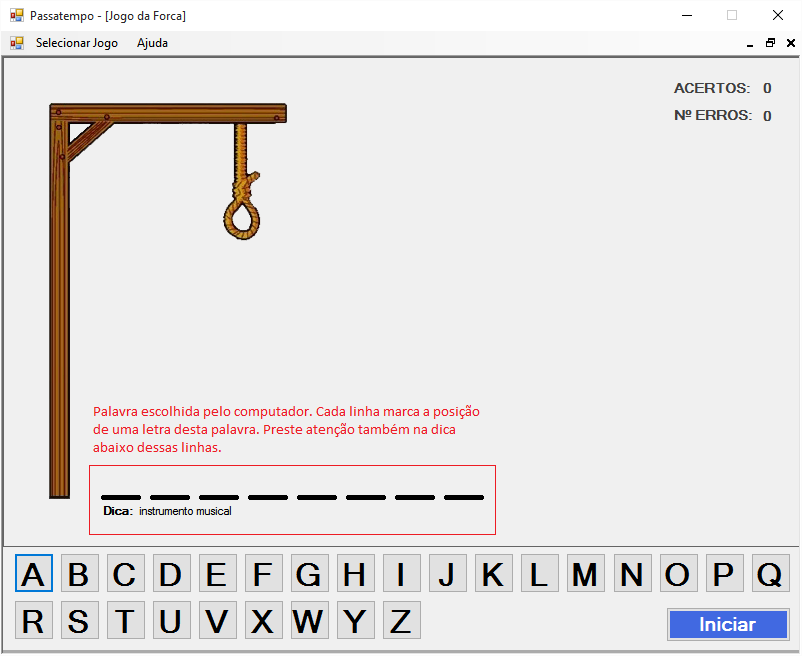 Passatempo - [Jogo da Forca]
Selecionar Jogo Ajuda
ACERTOS: 0
Nº ERROS: 0
Palavra escolhida pelo computador. Cada linha marca a posição
de uma letra desta palavra. Preste atenção também na dica
abaixo dessas linhas.
Dica: instrumento musical
A B C D E F G H I J K L M N O P Q
R S T U V X W Y Z
Iniciar